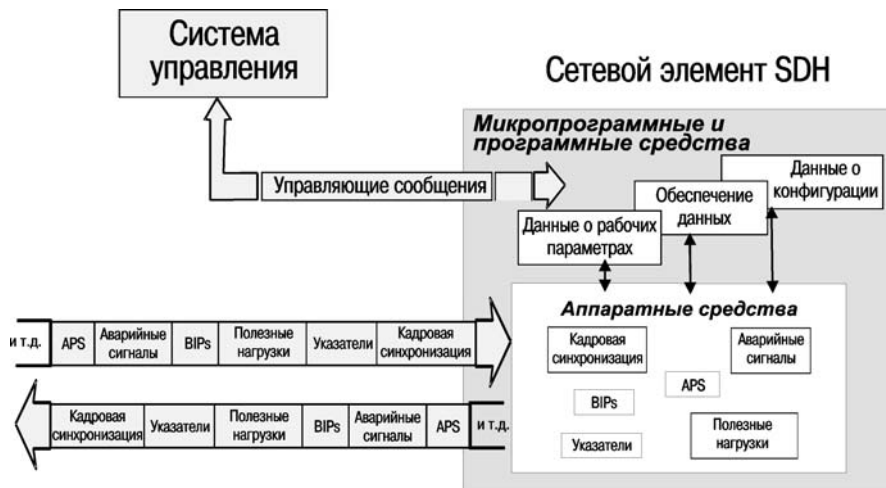 Система
управления
Сетевой элемент SDH
Микропрограммные и
программные средства
Данные о
конфигурации
Обеспечение
данных
Данные о рабочих
параметрах
Управляющие сообщения
Аппаратные средства
и т.д.
APS
Аварийные
сигналы
BIPs
Полезные
нагрузки
Указатели
Кадровая
синхронизация
Кадровая
синхронизация
Аварийные
сигналы
APS
BIPs
Указатели
Полезные
нагрузки
Кадровая
синхронизация
Указатели
Полезные
нагрузки
BIPs
Аварийные
сигналы
APS
и т.д.